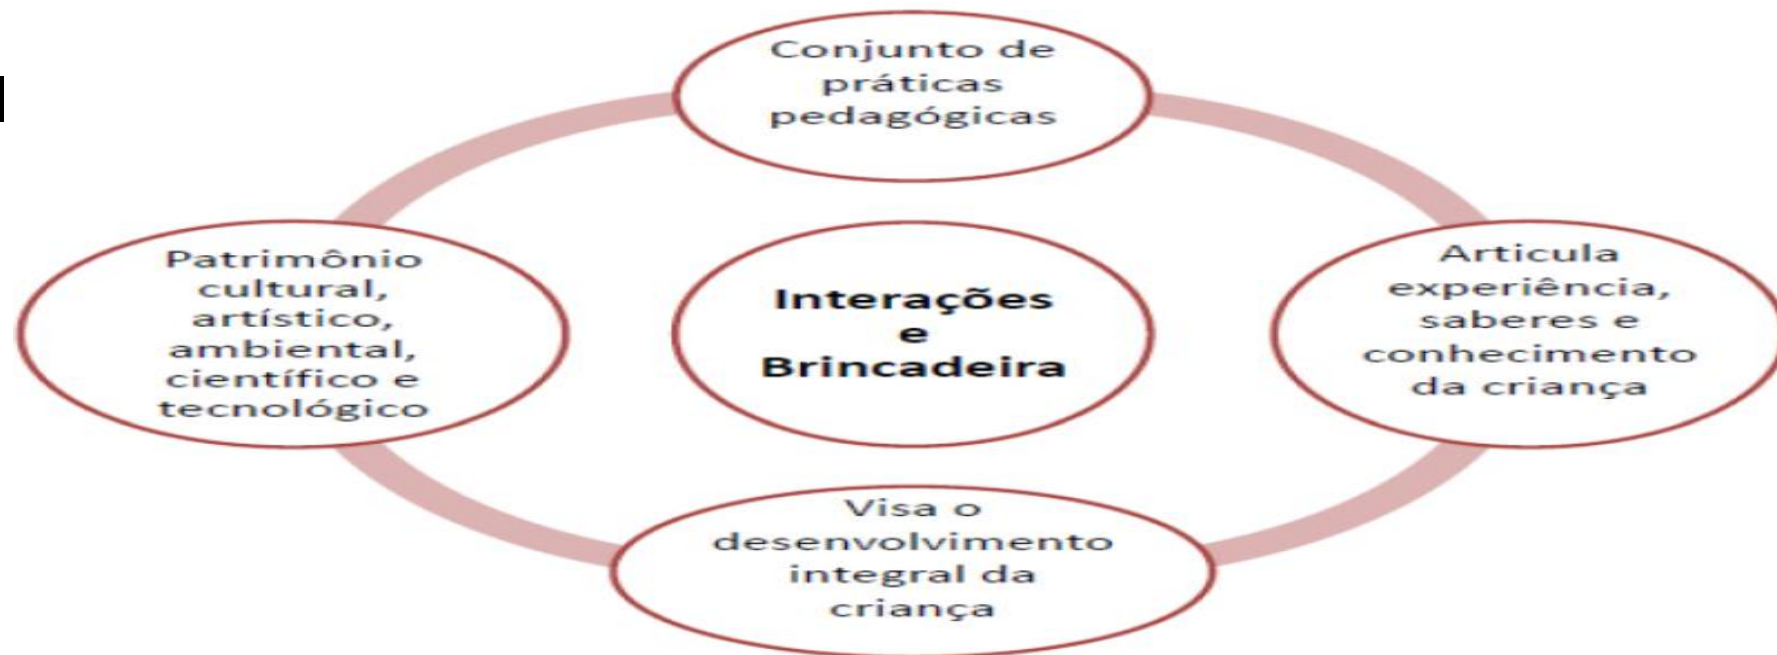 Conjunto de
práticas
pedagógicas
Patrimônio
cultural,
artístico,
ambiental,
científico e
tecnológico
Interações
e
Brincadeira
Articula
experiência,
saberes e
conhecimento
da criança
Visa o
desenvolvimento
integral da
criança